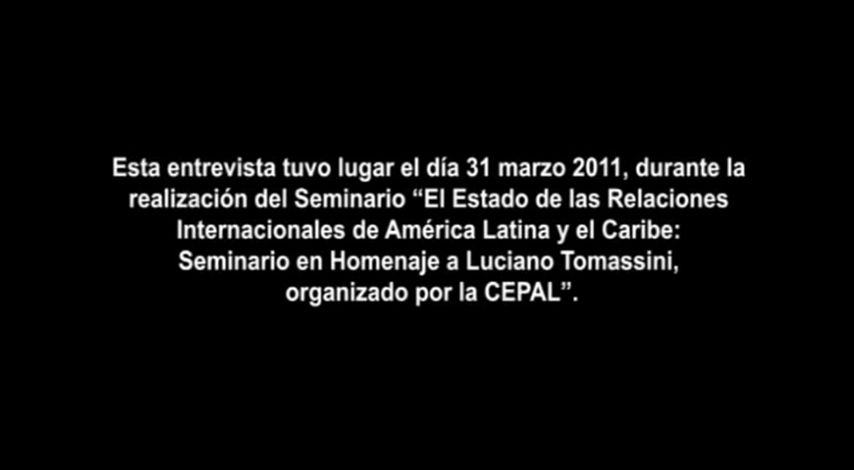 Esta entrevista tuvo lugar el día 31 marzo 2011, durante la
realización del Seminario “El Estado de las Relaciones
Internacionales de América Latina y el Caribe:
Seminario en Homenaje a Luciano Tomassini,
organizado por la CEPAL”.